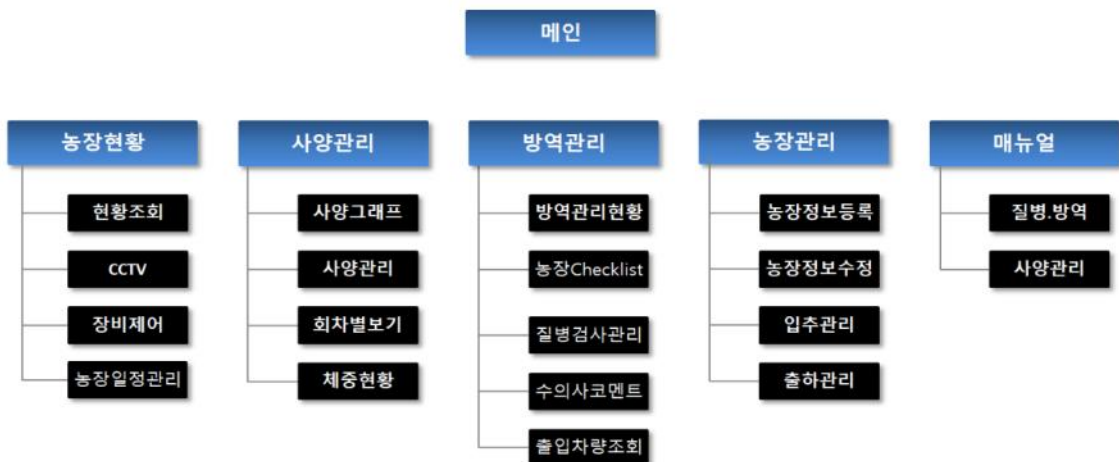 메인
농장현황
현황조회
CCTV
장비제어
농장일정관리
사양관리
사양그래프
사양관리
회차별보기
체중현황
방역관리
방역관리현황
농장Checklist
질병검사관리
수의사코멘트
출입차량조회
농장관리
농장정보등록
농장정보수정
입추관리
출하관리
매뉴얼
질병.방역
사양관리